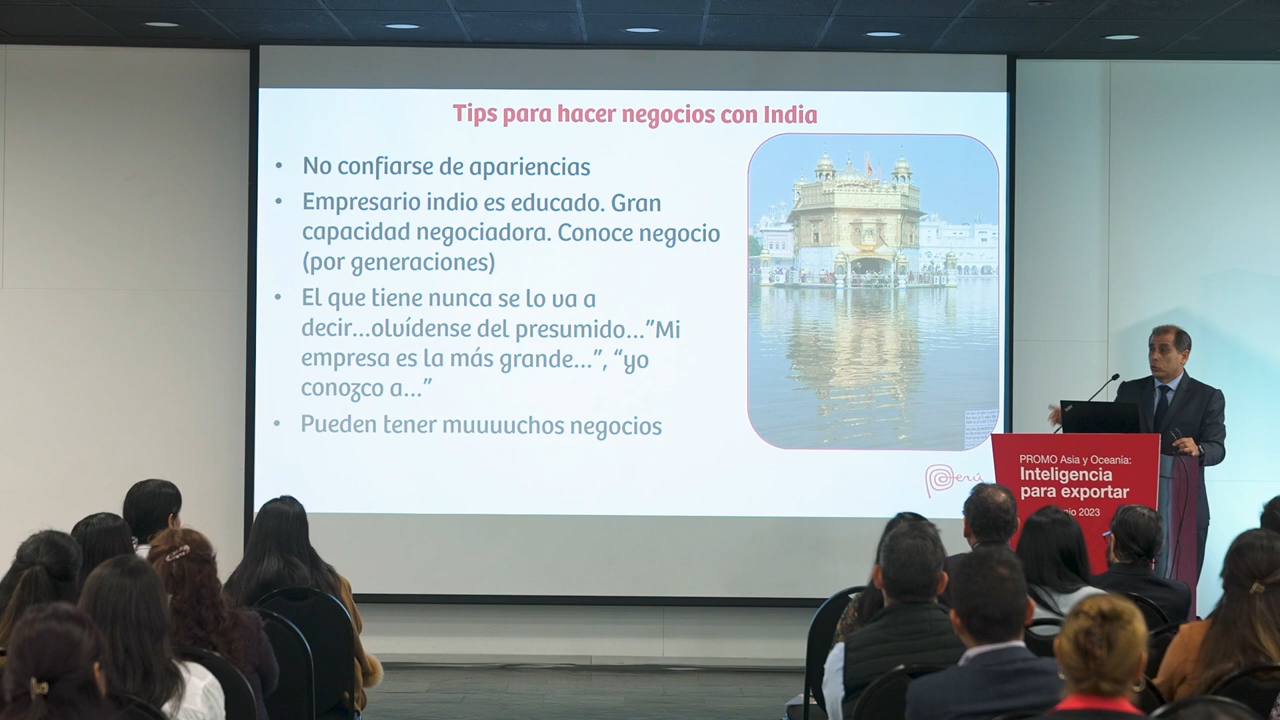 Tips para hacer negocios con India
• No confiarse de apariencias
• Empresario indio es educado. Gran
capacidad negociadora. Conoce negocio
(por generaciones)
• El que tiene nunca se lo va a
decir...olvídense del presumido..."Mi
empresa es la más grande...", "yo
conozco a..."
• Pueden tener muuuuchos negocios
Perú
PROMO Asia y Oceanía:
Inteligencia
para exportar
2023